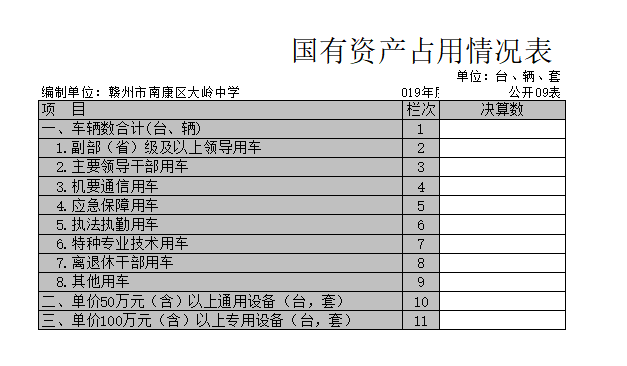 国有资产占用情况表
单位：台、辆、套
编制单位：赣州市南康区大岭中学 019年 公开09表
项 目 栏次 决算数
一、车辆数合计(台、辆) 1
1.副部（省）级及以上领导用车 2
2.主要领导干部用车 3
3.机要通信用车 4
4.应急保障用车 5
5.执法执勤用车 6
6.特种专业技术用车 7
7.离退休干部用车 8
8.其他用车 9
二、单价50万元（含）以上通用设备（台，套） 10
三、单价100万元（含）以上专用设备（台，套） 11